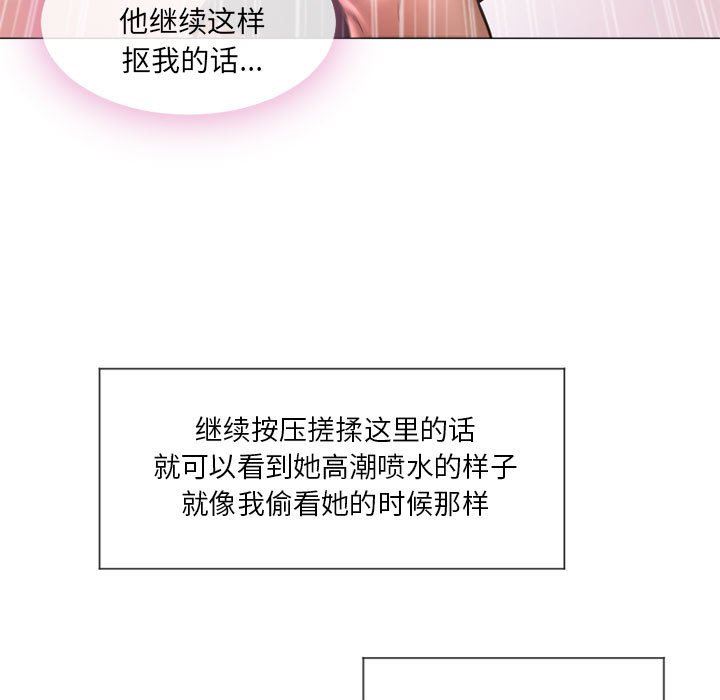 他继续这样
抠我的话...
继续按压搓揉这里的话
就可以看到她高潮喷水的样子
就像我偷看她的时候那样